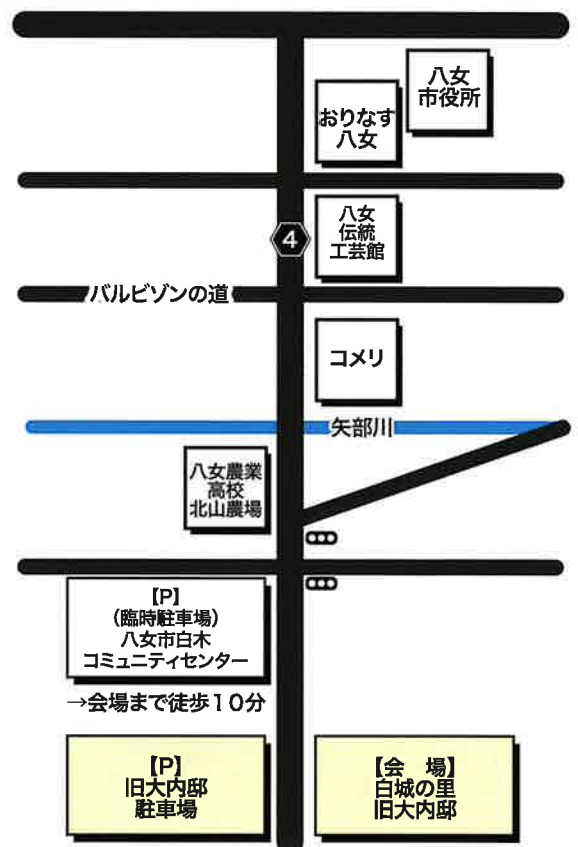 八女
市役所
おりなす
八女
八女
伝統
工芸館
4
バルビゾンの道
コメリ
矢部川
八女農業
高校
北山農場
【P】
（臨時駐車場）
八女市白木
コミュニティセンター
→会場まで徒歩１０分
【P】
旧大内邸
駐車場
【会　場】
白城の里
旧大内邸